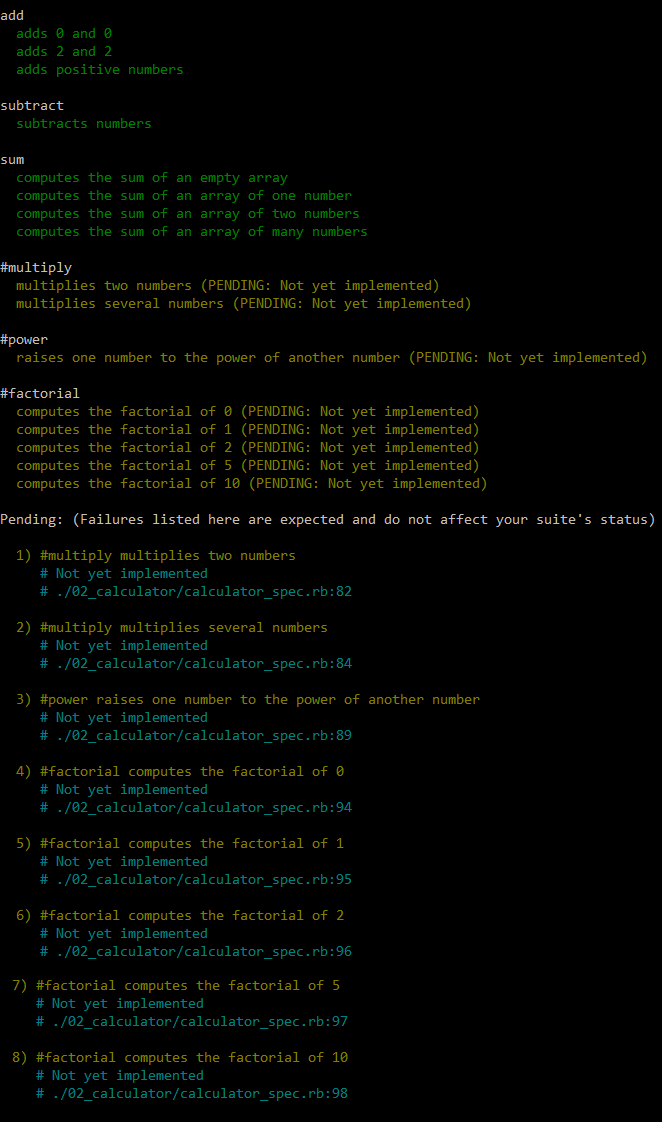 add
  adds 0 and 0
  adds 2 and 2
  adds positive numbers

subtract
  subtracts numbers

sum
  computes the sum of an empty array
  computes the sum of an array of one number
  computes the sum of an array of two numbers
  computes the sum of an array of many numbers

#multiply
  multiplies two numbers (PENDING: Not yet implemented)
  multiplies several numbers (PENDING: Not yet implemented)

#power
  raises one number to the power of another number (PENDING: Not yet implemented)

#factorial
  computes the factorial of 0 (PENDING: Not yet implemented)
  computes the factorial of 1 (PENDING: Not yet implemented)
  computes the factorial of 2 (PENDING: Not yet implemented)
  computes the factorial of 5 (PENDING: Not yet implemented)
  computes the factorial of 10 (PENDING: Not yet implemented)

Pending: (Failures listed here are expected and do not affect your suite's status)

  1) #multiply multiplies two numbers
     # Not yet implemented
     # ./02_calculator/calculator_spec.rb:82

  2) #multiply multiplies several numbers
     # Not yet implemented
     # ./02_calculator/calculator_spec.rb:84

  3) #power raises one number to the power of another number
     # Not yet implemented
     # ./02_calculator/calculator_spec.rb:89

  4) #factorial computes the factorial of 0
     # Not yet implemented
     # ./02_calculator/calculator_spec.rb:94

  5) #factorial computes the factorial of 1
     # Not yet implemented
     # ./02_calculator/calculator_spec.rb:95

  6) #factorial computes the factorial of 2
     # Not yet implemented
     # ./02_calculator/calculator_spec.rb:96

  7) #factorial computes the factorial of 5
     # Not yet implemented
     # ./02_calculator/calculator_spec.rb:97

  8) #factorial computes the factorial of 10
     # Not yet implemented
     # ./02_calculator/calculator_spec.rb:98